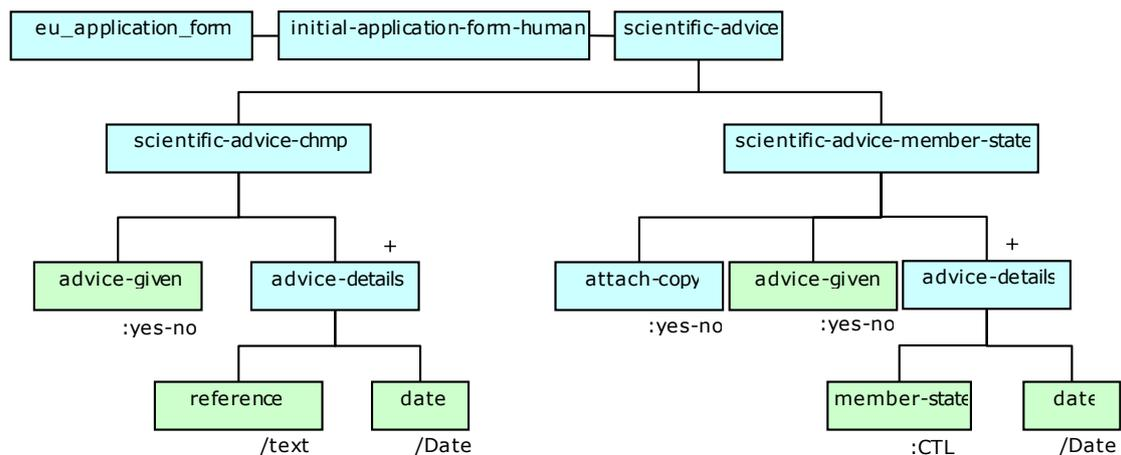 eu_application_form
initial-application-form-human
scientific-advice
scientific-advice-chmp
scientific-advice-member-state
+
+
advice-given
advice-details
attach-copy
advice-given
advice-details
:yes-no
:yes-no
:yes-no
reference
date
member-state
date
/text
/Date
:CTL
/Date